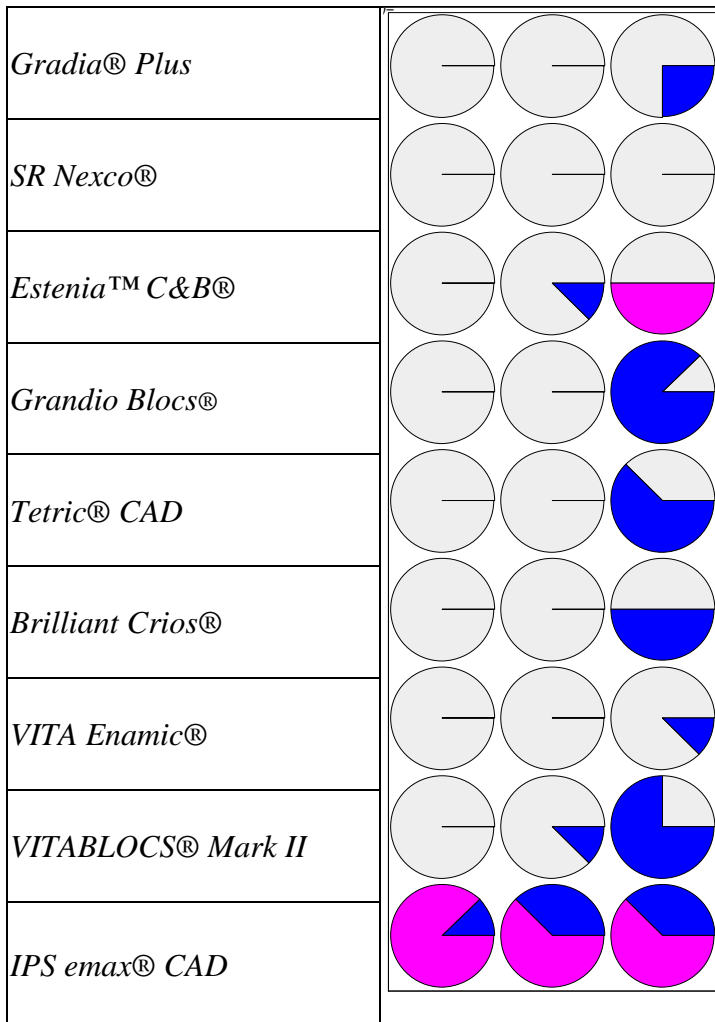 Gradia® Plus
SR Nexco®
Estenia™ C&B®
Grandio Blocs®
Tetric® CAD
Brilliant Crios®
VITA Enamic®
VITABLOCS® Mark II
IPS emax® CAD